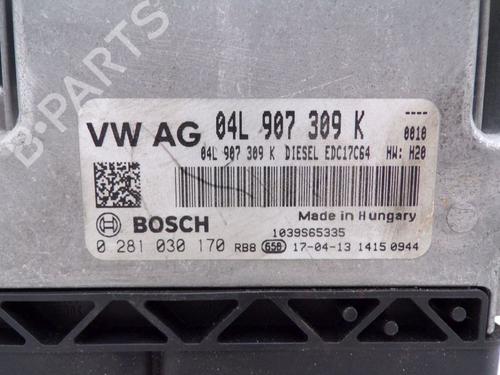 B-PARTS
VW AG 04L 907 309 K ----
0010
04L 907 309 K DIESEL EDC17C64 HW: H20
Made in Hungary
BOSCH 1039S65335
0 281 030 170 RBB 658 17-04-13 1415 0944